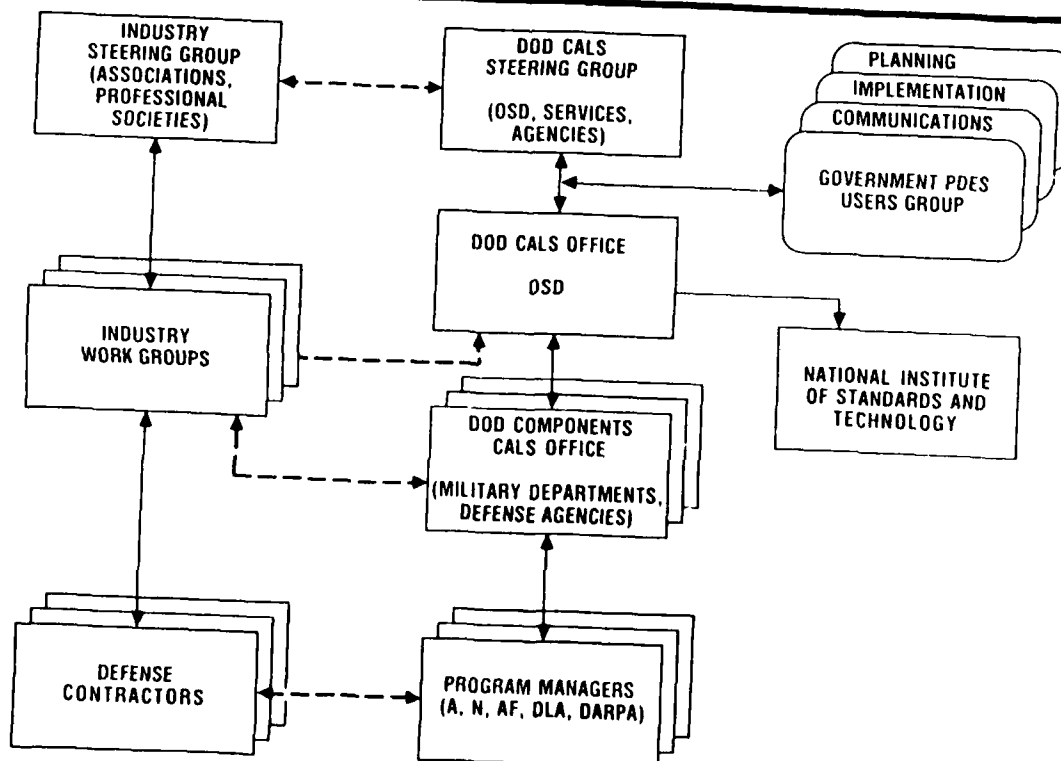 INDUSTRY
STEERING GROUP
(ASSOCIATIONS,
PROFESSIONAL
SOCIETIES)
DOD CALS
STEERING GROUP
(OSD, SERVICES,
AGENCIES)
PLANNING
IMPLEMENTATION
COMMUNICATIONS
GOVERNMENT PDES
USERS GROUP
DOD CALS OFFICE
OSD
INDUSTRY
WORK GROUPS
NATIONAL INSTITUTE
OF STANDARDS AND
TECHNOLOGY
DOD COMPONENTS
CALS OFFICE
(MILITARY DEPARTMENTS,
DEFENSE AGENCIES)
DEFENSE
CONTRACTORS
PROGRAM MANAGERS
(A, N, AF, DLA, DARPA)